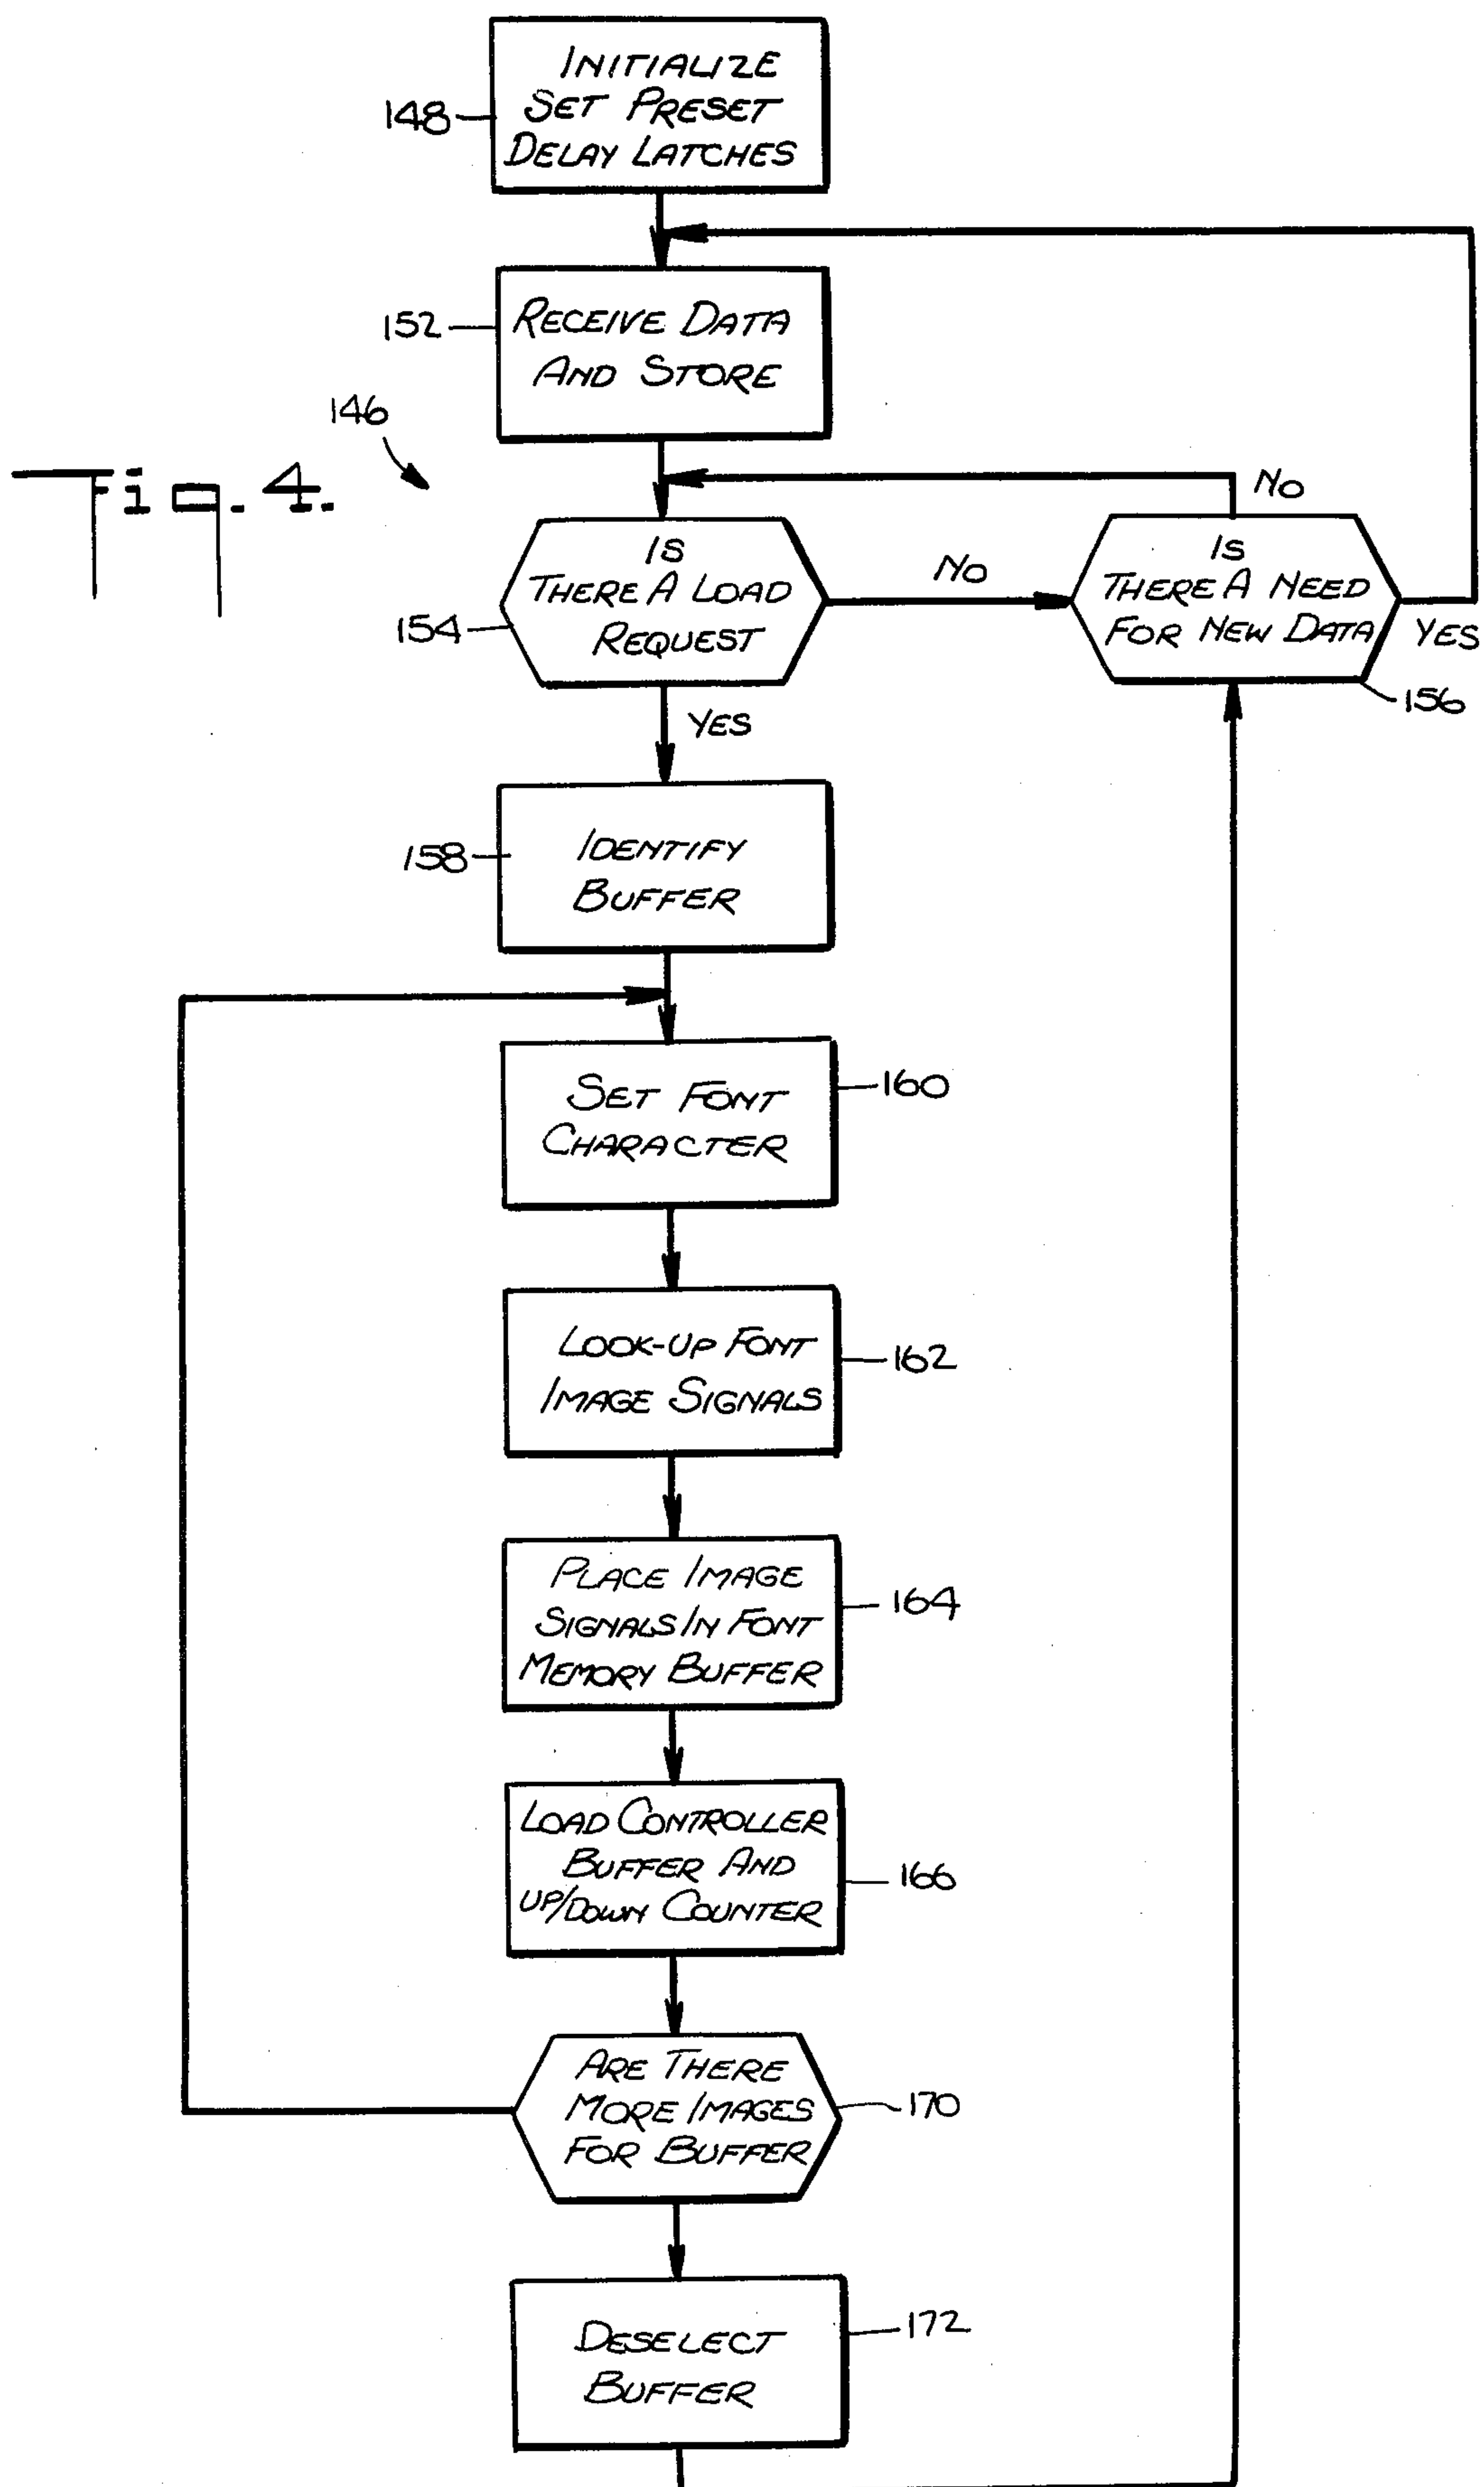 INITIALIZE
SET PRESET
DELAY LATCHES
148
RECEIVE DATA
AND STORE
152
146
Fig. 4.
IS
THERE A LOAD
REQUEST
154
NO
YES
NO
IS
THERE A NEED
FOR NEW DATA
YES
156
IDENTIFY
BUFFER
158
SET FONT
CHARACTER
160
LOOK-UP FONT
IMAGE SIGNALS
162
PLACE IMAGE
SIGNALS IN FONT
MEMORY BUFFER
164
LOAD CONTROLLER
BUFFER AND
UP/DOWN COUNTER
166
ARE THERE
MORE IMAGES
FOR BUFFER
170
DESELECT
BUFFER
172